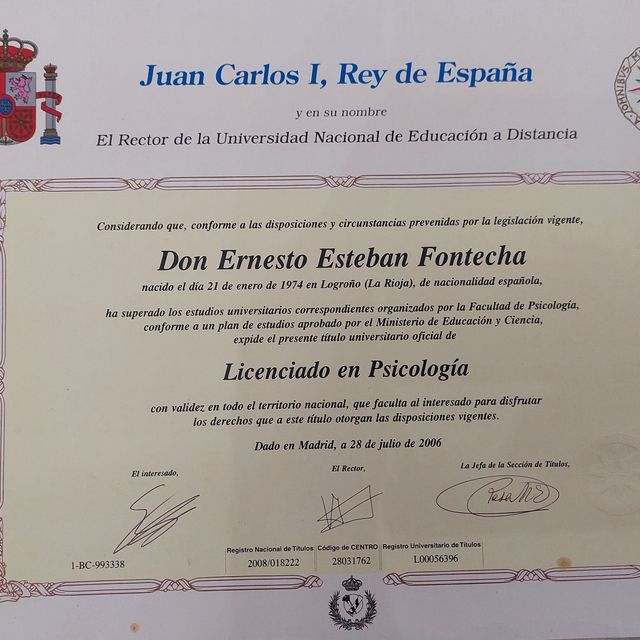 Juan Carlos I, Rey de España
y en su nombre
El Rector de la Universidad Nacional de Educación a Distancia
Considerando que, conforme a las disposiciones y circunstancias prevenidas por la legislación vigente,
Don Ernesto Esteban Fontecha
nacido el día 21 de enero de 1974 en Logroño (La Rioja), de nacionalidad española,
ha superado los estudios universitarios correspondientes organizados por la Facultad de Psicología,
conforme a un plan de estudios aprobado por el Ministerio de Educación y Ciencia,
expide el presente título universitario oficial de
Licenciado en Psicología
con validez en todo el territorio nacional, que faculta al interesado para disfrutar
los derechos que a este título otorgan las disposiciones vigentes.
Dado en Madrid, a 28 de julio de 2006
El interesado, El Rector, La Jefa de la Sección de Títulos,
Registro Nacional de Títulos Código de CENTRO Registro Universitario de Títulos
1-BC-993338 2008/018222 28031762 L00056396